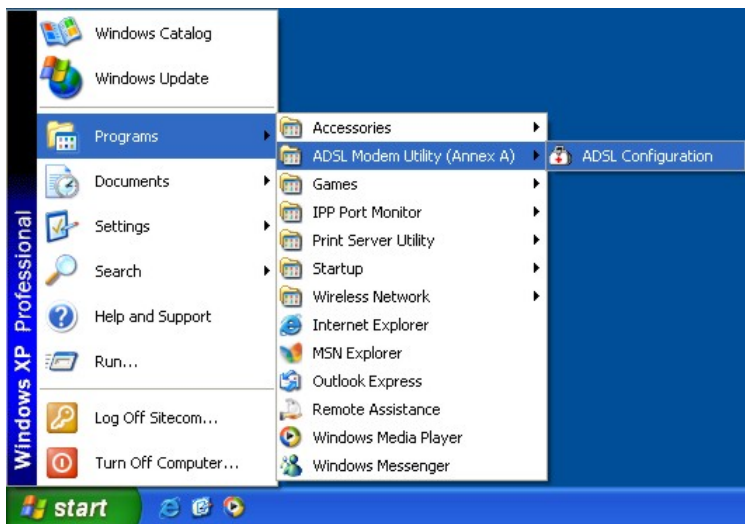 Windows XP Professional
Windows Catalog
Windows Update
Programs
Documents
Settings
Search
Help and Support
Run...
Log Off Sitecom...
Turn Off Computer...
Accessories
ADSL Modem Utility (Annex A)
Games
IPP Port Monitor
Print Server Utility
Startup
Wireless Network
Internet Explorer
MSN Explorer
Outlook Express
Remote Assistance
Windows Media Player
Windows Messenger
ADSL Configuration
start